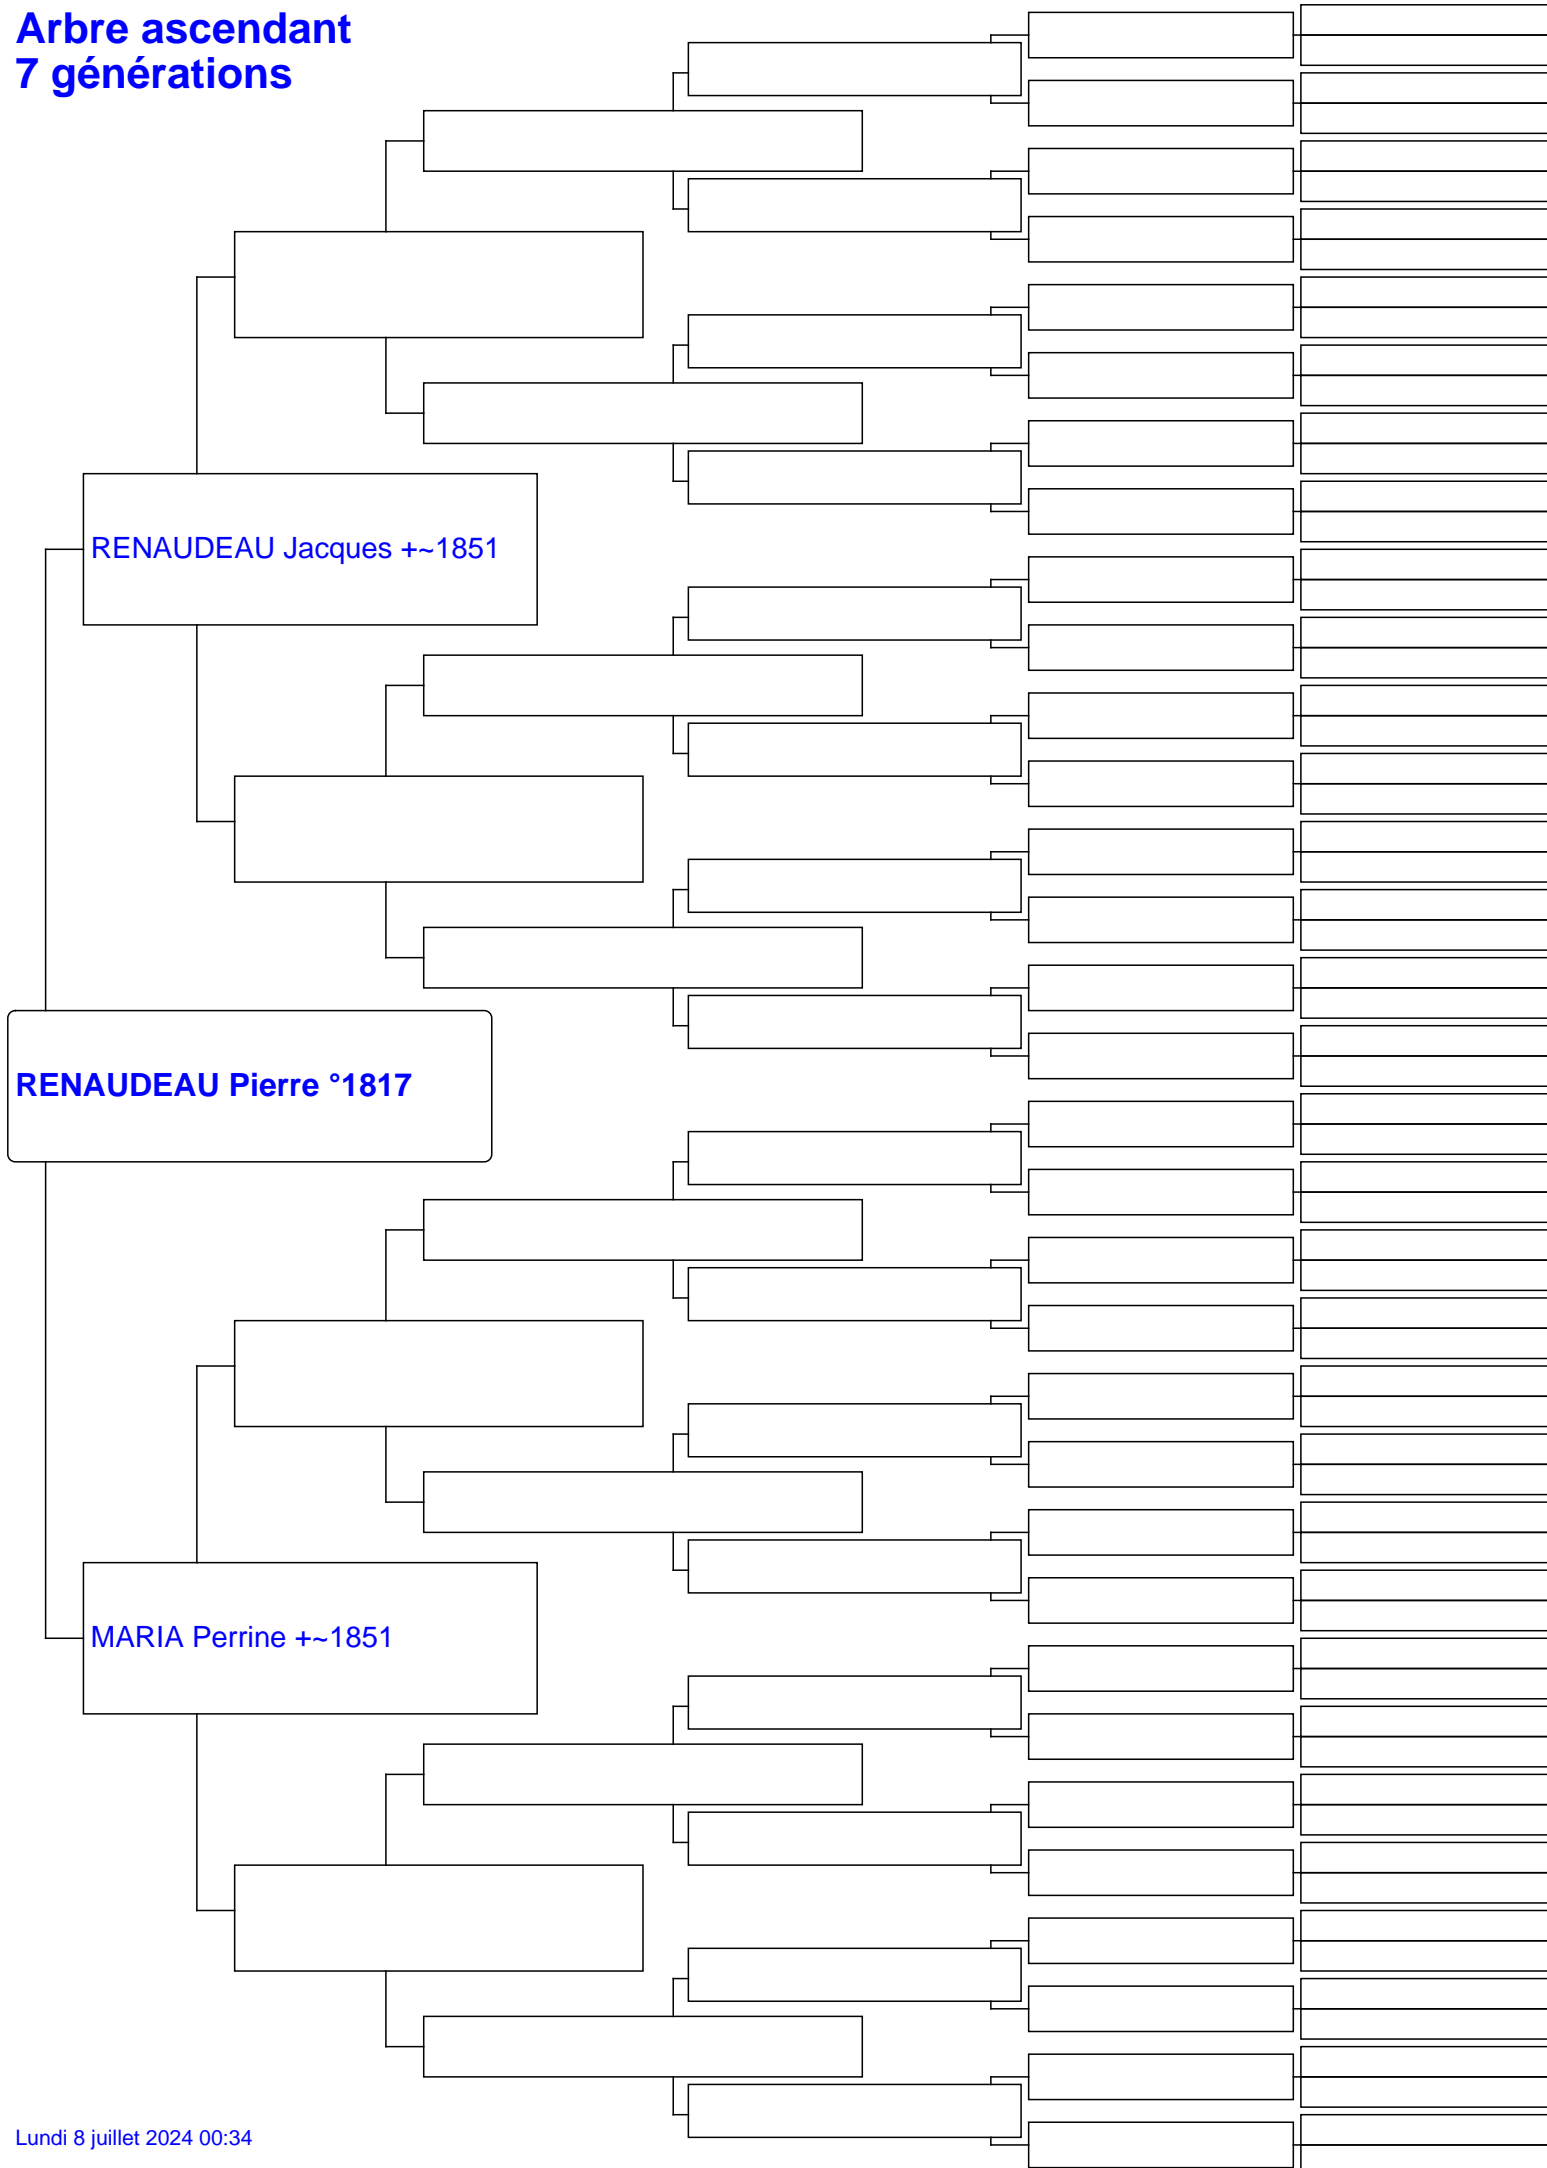 Arbre ascendant
7 générations
RENAUDEAU Jacques +~1851
RENAUDEAU Pierre °1817
MARIA Perrine +~1851
Lundi 8 juillet 2024 00:34